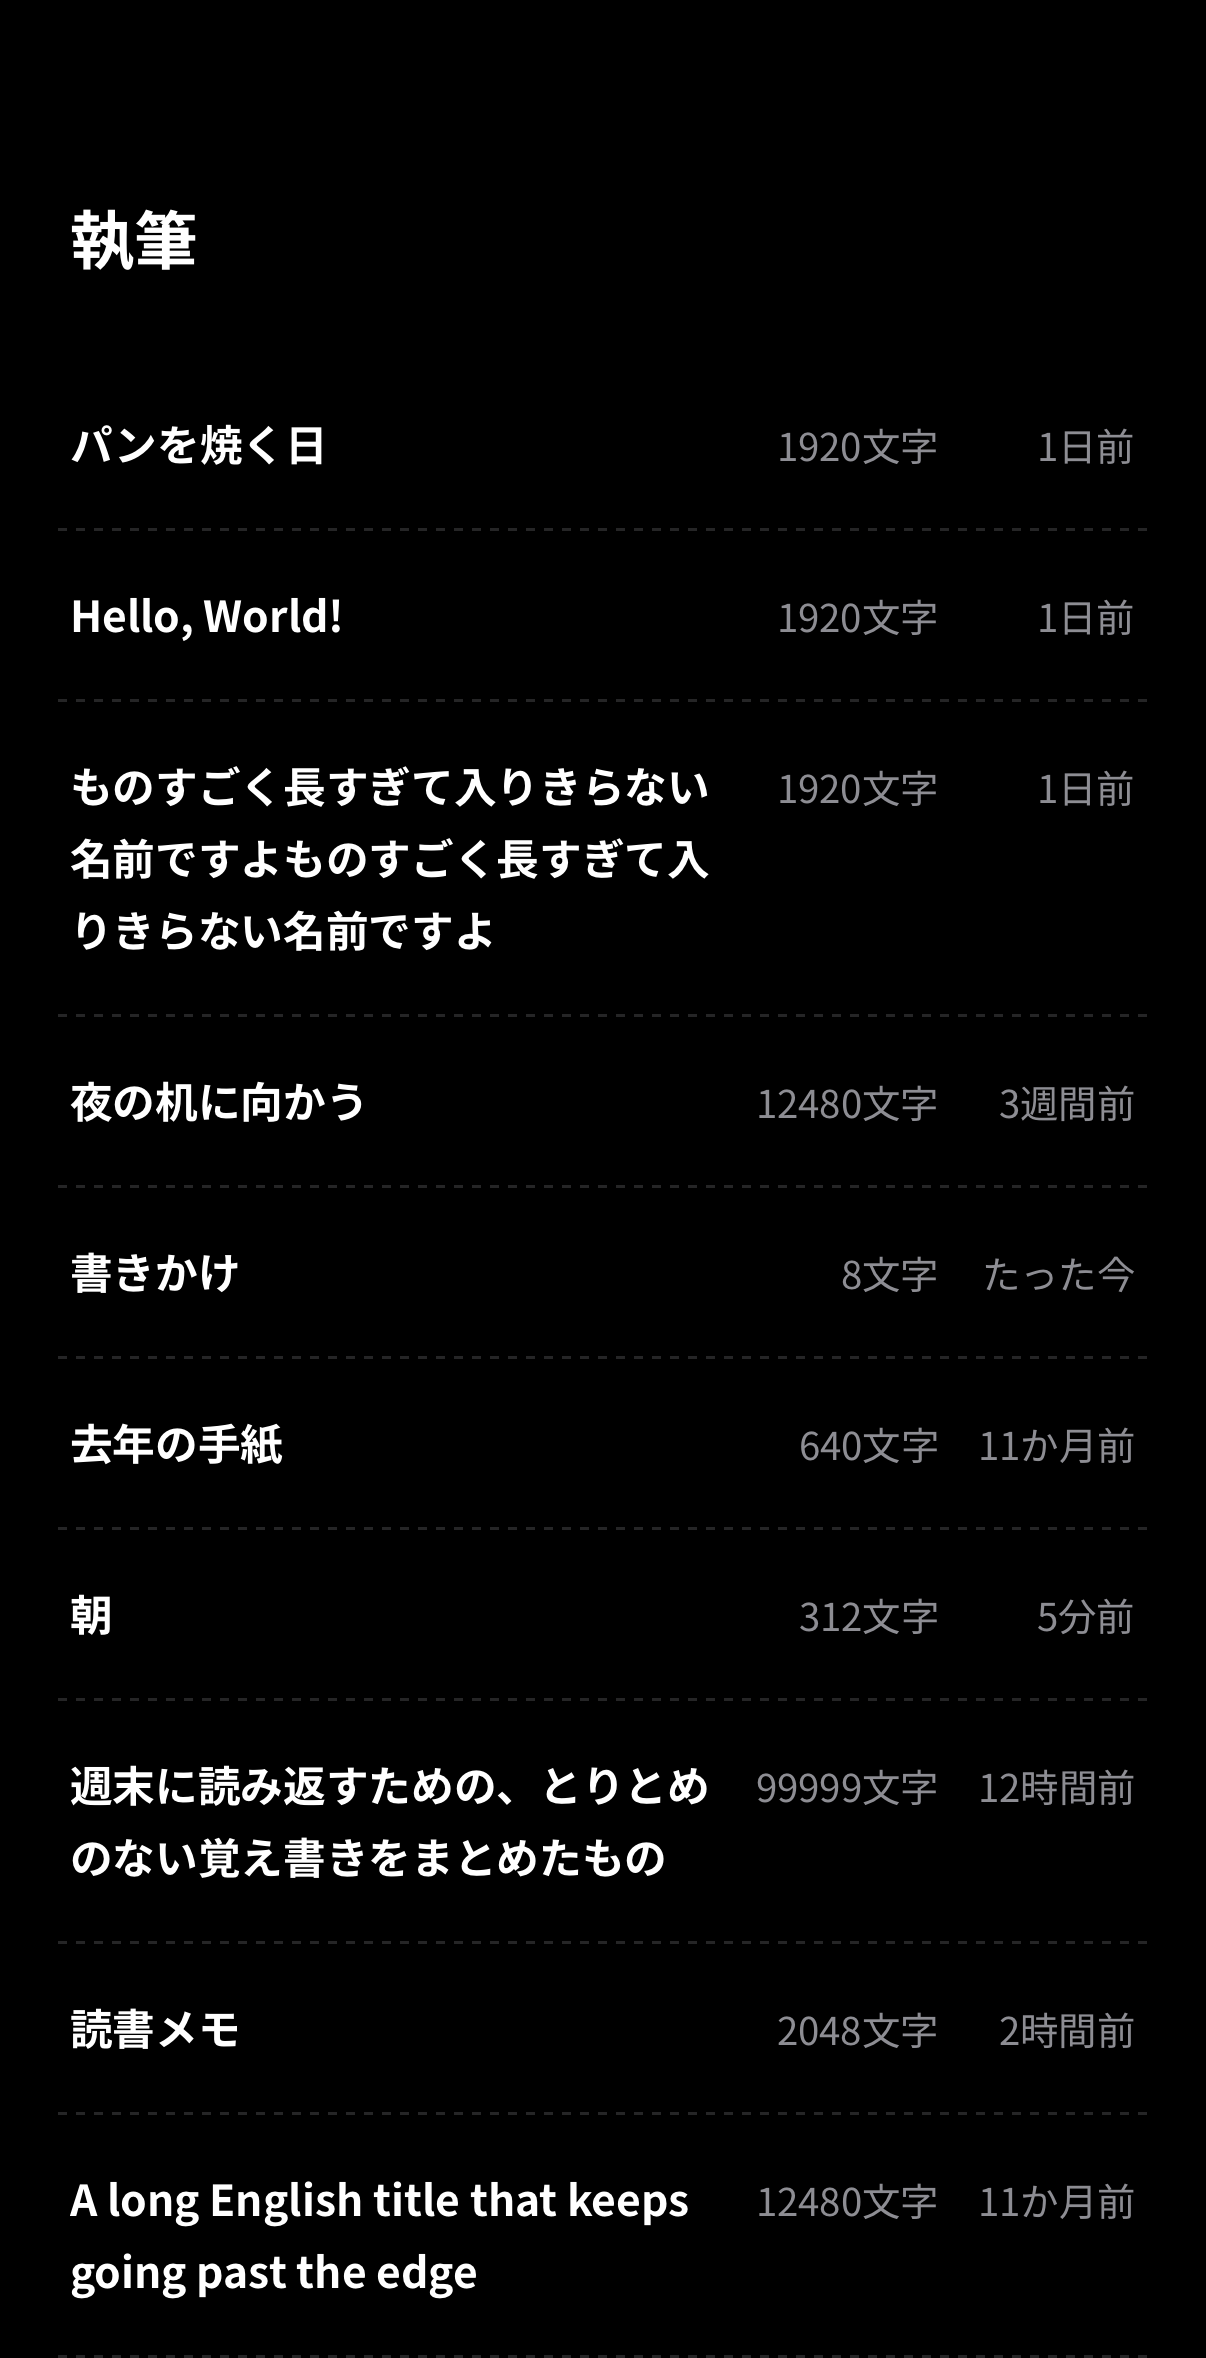 執筆
パンを焼く日 1920文字 1日前
Hello, World! 1920文字 1日前
ものすごく長すぎて入りきらない 1920文字 1日前
名前ですよものすごく長すぎて入
りきらない名前ですよ
夜の机に向かう 12480文字 3週間前
書きかけ 8文字 たった今
去年の手紙 640文字 11か月前
朝 312文字 5分前
週末に読み返すための、とりとめ 99999文字 12時間前
のない覚え書きをまとめたもの
読書メモ 2048文字 2時間前
A long English title that keeps 12480文字 11か月前
going past the edge